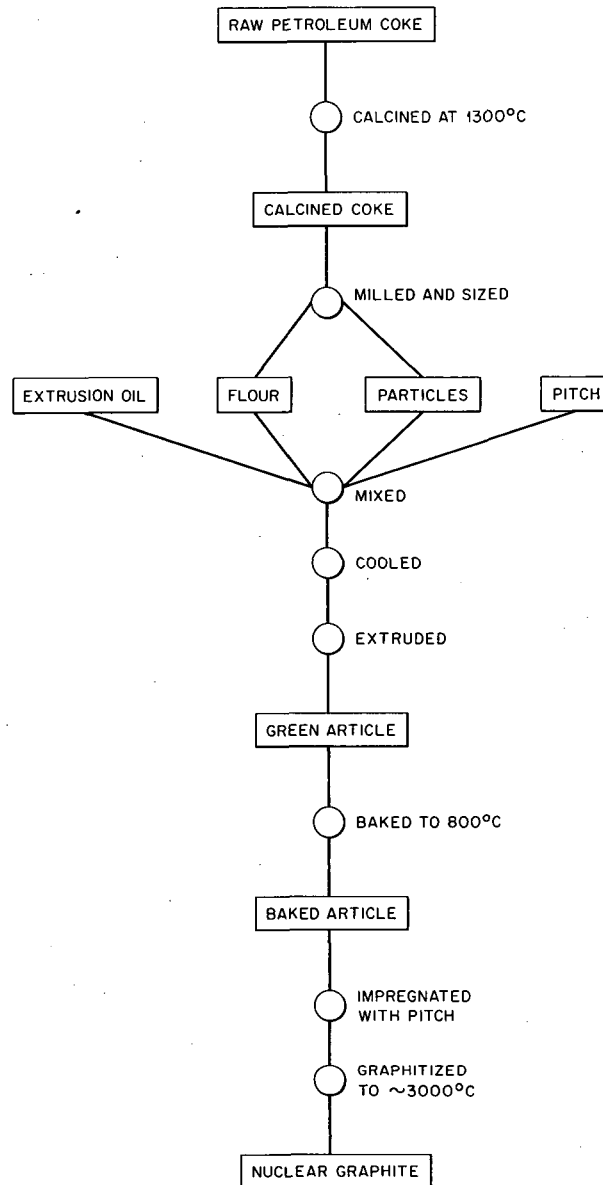 RAW PETROLEUM COKE
CALCINED AT 1300°C
CALCINED COKE
MILLED AND SIZED
EXTRUSION OIL
FLOUR
PARTICLES
PITCH
MIXED
COOLED
EXTRUDED
GREEN ARTICLE
BAKED TO 800°C
BAKED ARTICLE
IMPREGNATED
WITH PITCH
GRAPHITIZED
TO ~3000°C
NUCLEAR GRAPHITE